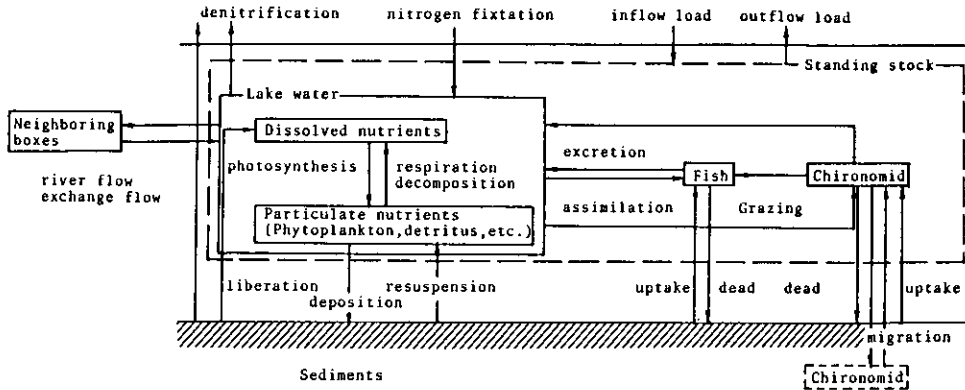 denitrification
nitrogen fixtation
inflow load
outflow load
Standing stock
Lake water
Neighboring
boxes
Dissolved nutrients
photosynthesis
respiration
decomposition
excretion
Fish
Chironomid
river flow
exchange flow
Particulate nutrients
(Phytoplankton,detritus,etc.)
assimilation
Grazing
liberation
deposition
resuspension
uptake
dead
dead
uptake
migration
Sediments
Chironomid